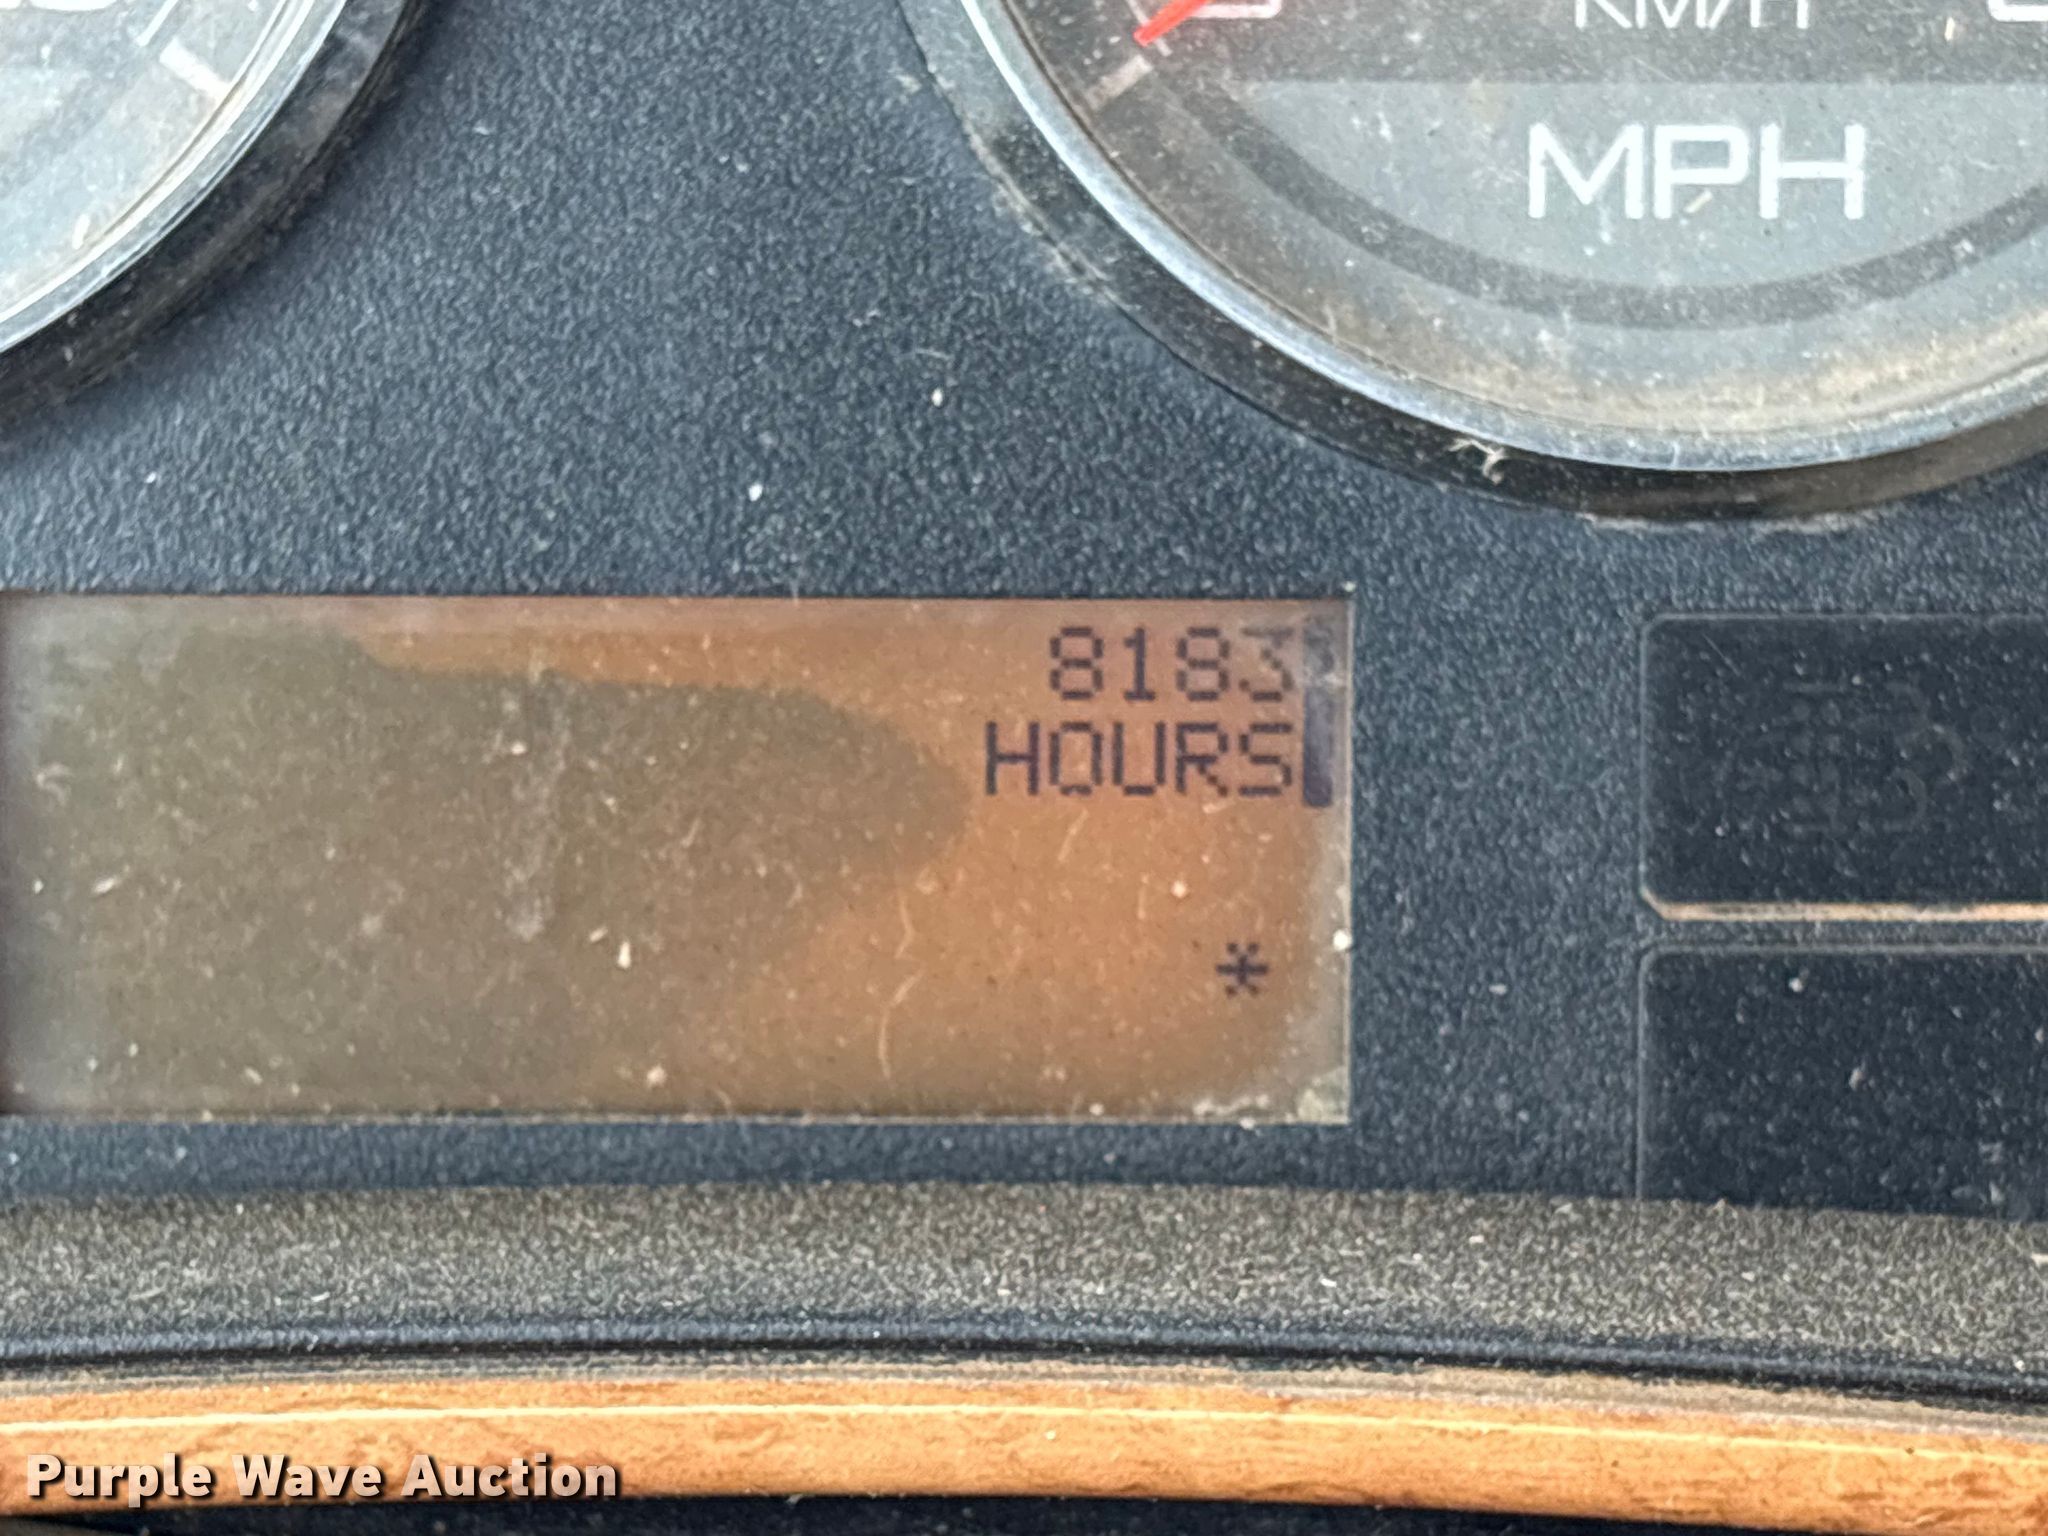 KM/H
MPH
8183
HOURS
*
Purple Wave Auction